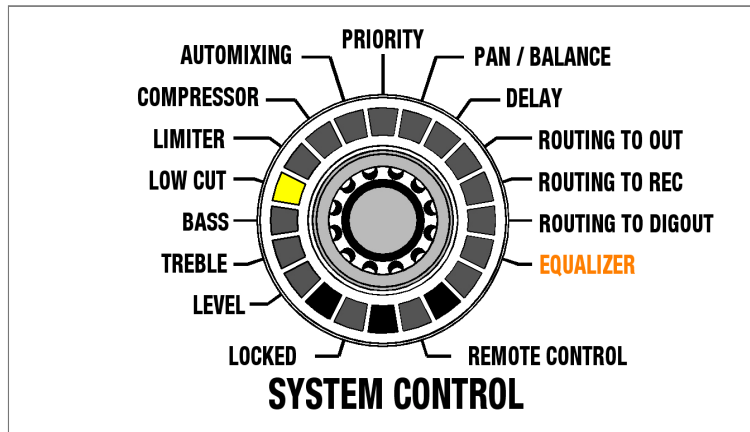 PRIORITY
AUTOMIXING
PAN / BALANCE
COMPRESSOR
DELAY
LIMITER
ROUTING TO OUT
LOW CUT
ROUTING TO REC
BASS
ROUTING TO DIGOUT
TREBLE
EQUALIZER
LEVEL
LOCKED
REMOTE CONTROL
SYSTEM CONTROL